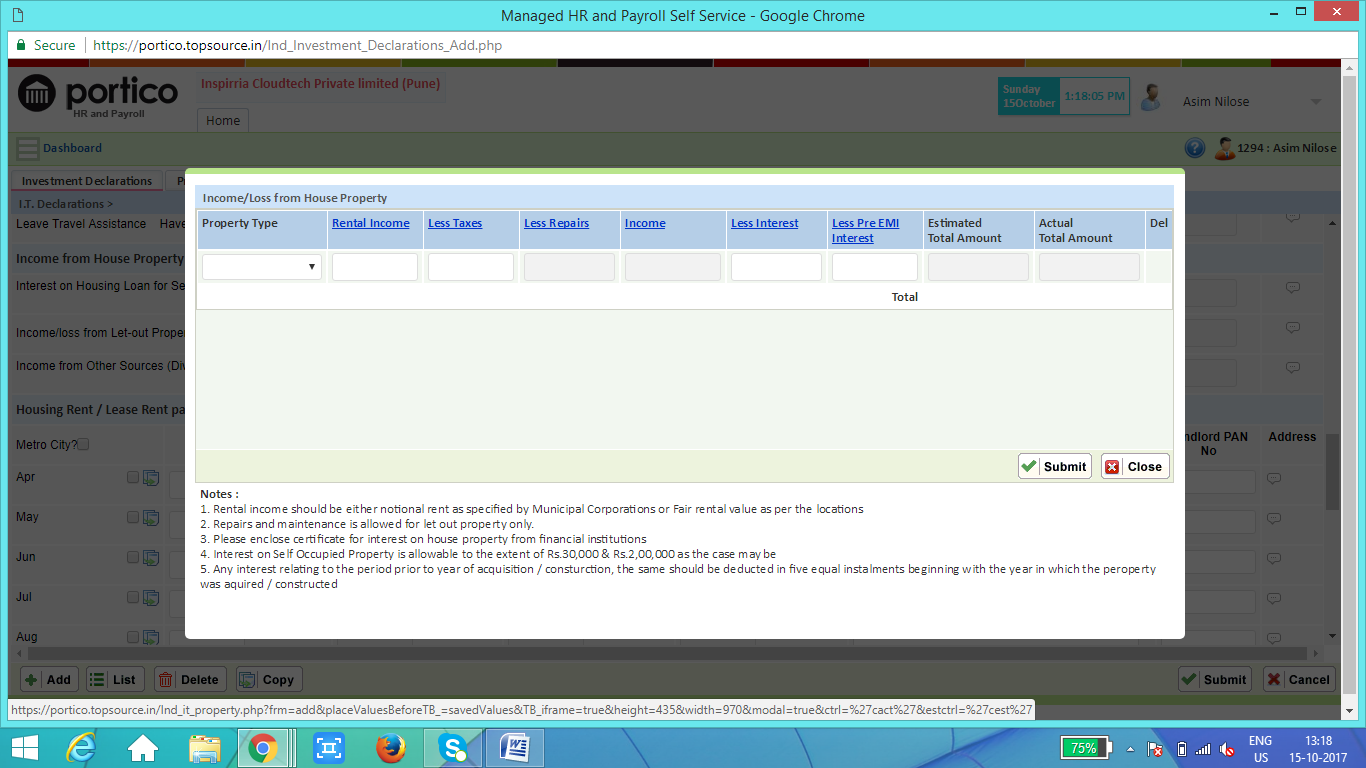 Managed HR and Payroll Self Service - Google Chrome
Secure https://portico.topsource.in/Ind_Investment_Declarations_Add.php
portico
HR and Payroll
Inspirria Cloudtech Private limited (Pune)
Home
Sunday
15October
1:18:05 PM
Asim Nilose
Dashboard
1294 : Asim Nilose
Investment Declarations
I.T. Declarations >
Leave Travel Assistance Have
Income from House Property
Interest on Housing Loan for Se
Income/loss from Let-out Prope
Income from Other Sources (Div
Housing Rent / Lease Rent pa
Metro City?
Apr
May
Jun
Jul
Aug
ndlord PAN
No
Address
Income/Loss from House Property
Property Type Rental Income Less Taxes Less Repairs Income Less Interest Less Pre EMI Interest Estimated Total Amount Actual Total Amount Del
Total
Submit Close
Notes :
1. Rental income should be either notional rent as specified by Municipal Corporations or Fair rental value as per the locations
2. Repairs and maintenance is allowed for let out property only.
3. Please enclose certificate for interest on house property from financial institutions
4. Interest on Self Occupied Property is allowable to the extent of Rs.30,000 & Rs.2,00,000 as the case may be
5. Any interest relating to the period prior to year of acquisition / consturction, the same should be deducted in five equal instalments beginning with the year in which the peroperty
was aquired / constructed
Add List Delete Copy Submit Cancel
https://portico.topsource.in/Ind_it_property.php?frm=add&placeValuesBeforeTB_=savedValues&TB_iframe=true&height=435&width=970&modal=true&ctrl=%27cact%27&estctrl=%27cest%27
75%
ENG
US
13:18
15-10-2017